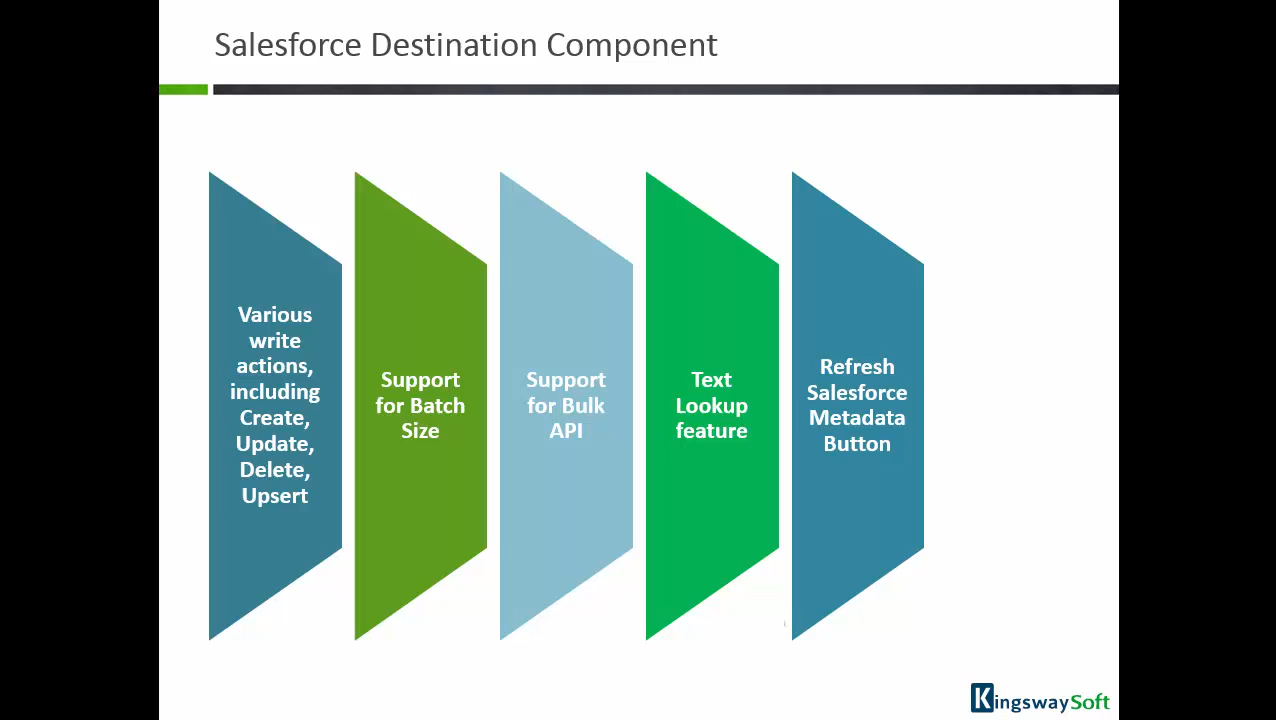 Salesforce Destination Component
Various
write
actions,
including
Create,
Update,
Delete,
Upsert
Support
for Batch
Size
Support
for Bulk
API
Text
Lookup
feature
Refresh
Salesforce
Metadata
Button
KingswaySoft